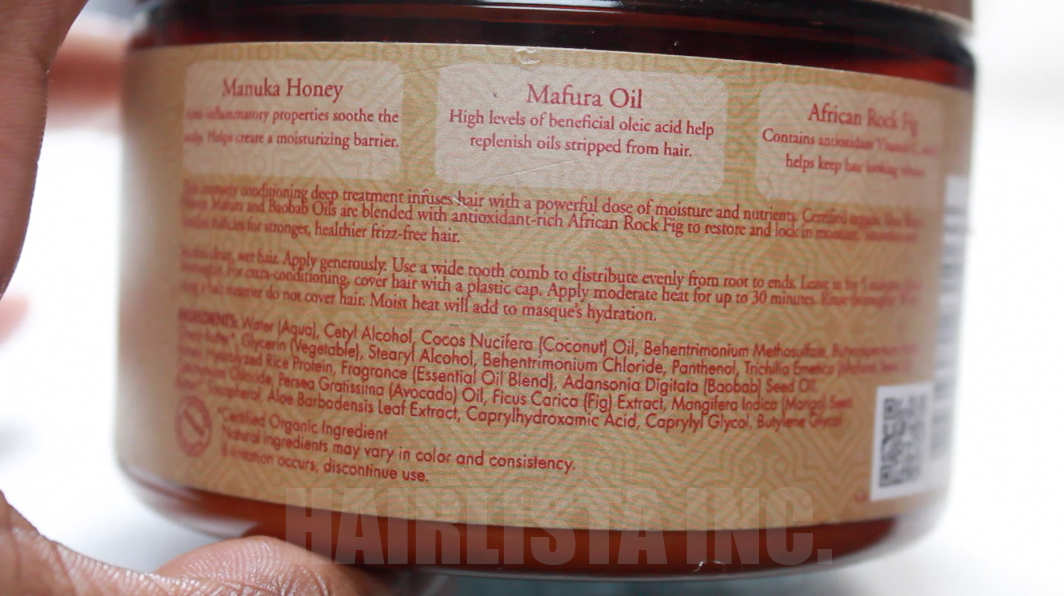 Manuka Honey
properties soothe the
Helps create a moisturizing barrier.
Mafura Oil
High levels of beneficial oleic acid help
replenish oils stripped from hair.
African Rock Fig
Contains antioxidant
helps keep hair looking
conditioning deep treatment infuses hair with a powerful dose of moisture and nutrients. Certified organic
Mafura and Baobab Oils are blended with antioxidant-rich African Rock Fig to restore and lock in moisture.
for stronger, healthier frizz-free hair.
wet hair. Apply generously. Use a wide tooth comb to distribute evenly from root to ends. Leave in for 5 minutes.
For extra-conditioning, cover hair with a plastic cap. Apply moderate heat for up to 30 minutes. Rinse
do not cover hair. Moist heat will add to masque's hydration.
INGREDIENTS: Water (Aqua), Cetyl Alcohol, Cocos Nucifera (Coconut) Oil, Behentrimonium Methosulfate,
Glycerin (Vegetable), Stearyl Alcohol, Behentrimonium Chloride, Panthenol, Trichilia Emetica
Rice Protein, Fragrance (Essential Oil Blend), Adansonia Digitata (Baobab) Seed Oil,
Chloride, Persea Gratissima (Avocado) Oil, Ficus Carica (Fig) Extract, Mangifera Indica (Mango) Seed
Aloe Barbadensis Leaf Extract, Caprylhydroxamic Acid, Caprylyl Glycol, Butylene Glycol
*Certified Organic Ingredient
Natural ingredients may vary in color and consistency.
If irritation occurs, discontinue use.
HAIRLISTA INC.